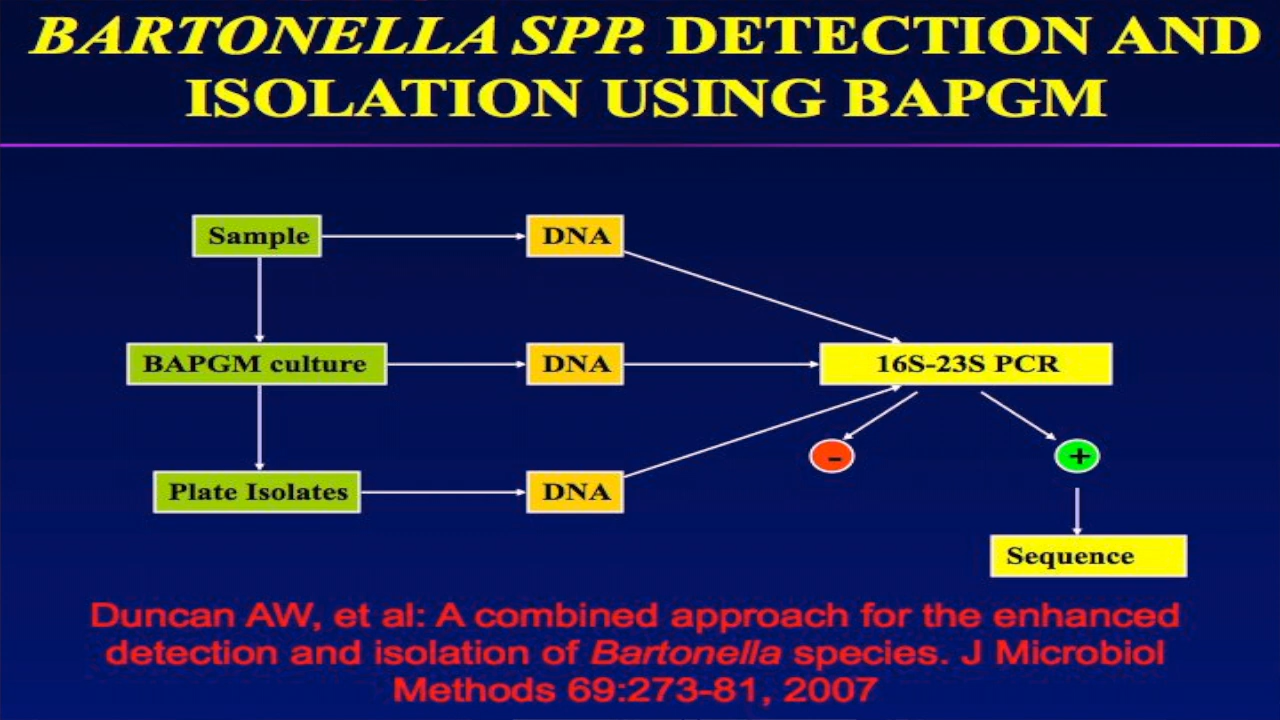 BARTONELLA SPP. DETECTION AND
ISOLATION USING BAPGM
Sample
DNA
BAPGM culture
DNA
16S-23S PCR
-
+
Plate Isolates
DNA
Sequence
Duncan AW, et al: A combined approach for the enhanced
detection and isolation of Bartonella species. J Microbiol
Methods 69:273-81, 2007